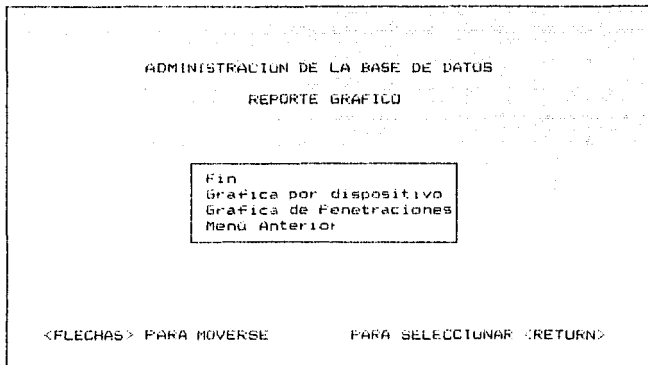 ADMINISTRACION DE LA BASE DE DATOS
REPORTE GRAFICO
Fin
Grafica por dispositivo
Grafica de Penetraciones
Menú Anterior
<FLECHAS> PARA MOVERSE PARA SELECCIONAR <RETURN>